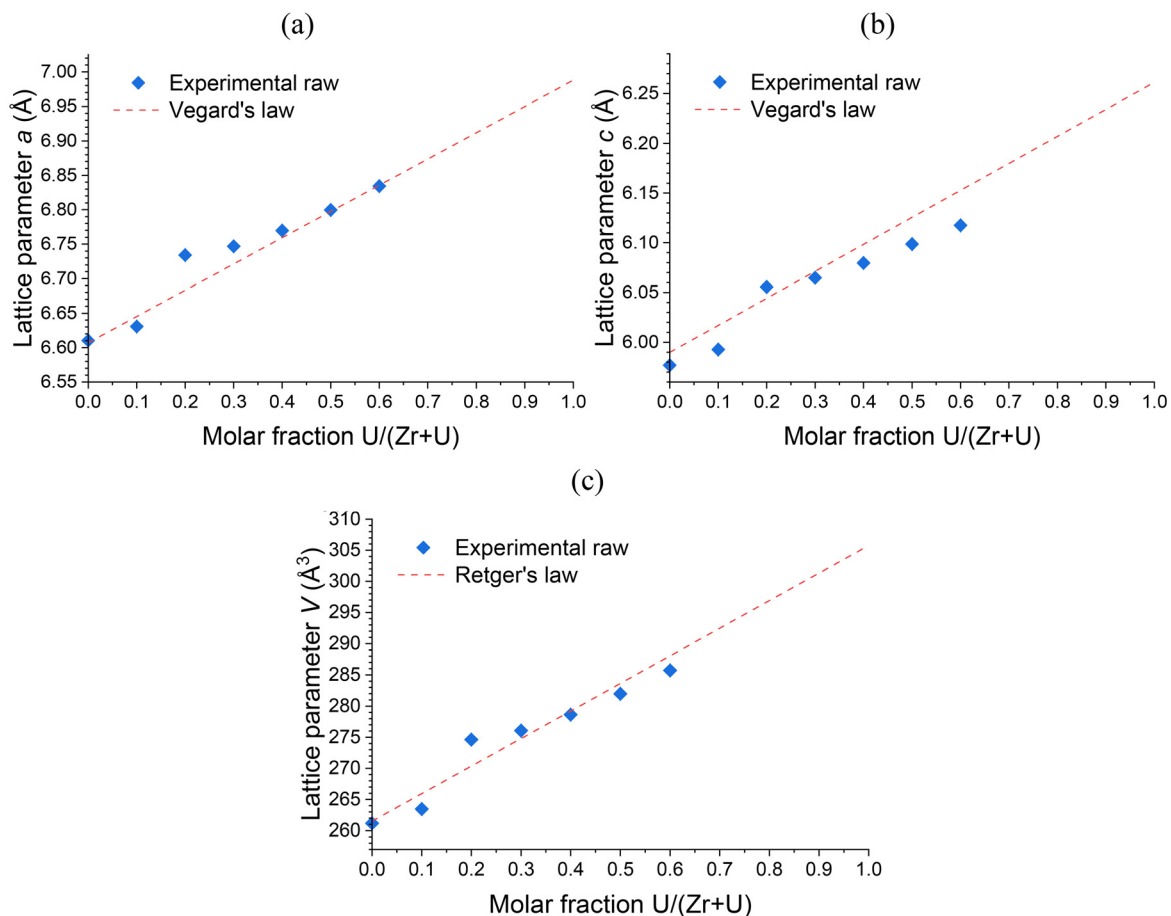 (a)
7.00
6.95
6.90
6.85
6.80
6.75
6.70
6.65
6.60
6.55
Lattice parameter a (Å)
Experimental raw
Vegard's law
0.0 0.1 0.2 0.3 0.4 0.5 0.6 0.7 0.8 0.9 1.0
Molar fraction U/(Zr+U)
(b)
6.25
6.20
6.15
6.10
6.05
6.00
Lattice parameter c (Å)
Experimental raw
Vegard's law
0.0 0.1 0.2 0.3 0.4 0.5 0.6 0.7 0.8 0.9 1.0
Molar fraction U/(Zr+U)
(c)
310
305
300
295
290
285
280
275
270
265
260
Lattice parameter V (Å³)
Experimental raw
Retger's law
0.0 0.1 0.2 0.3 0.4 0.5 0.6 0.7 0.8 0.9 1.0
Molar fraction U/(Zr+U)